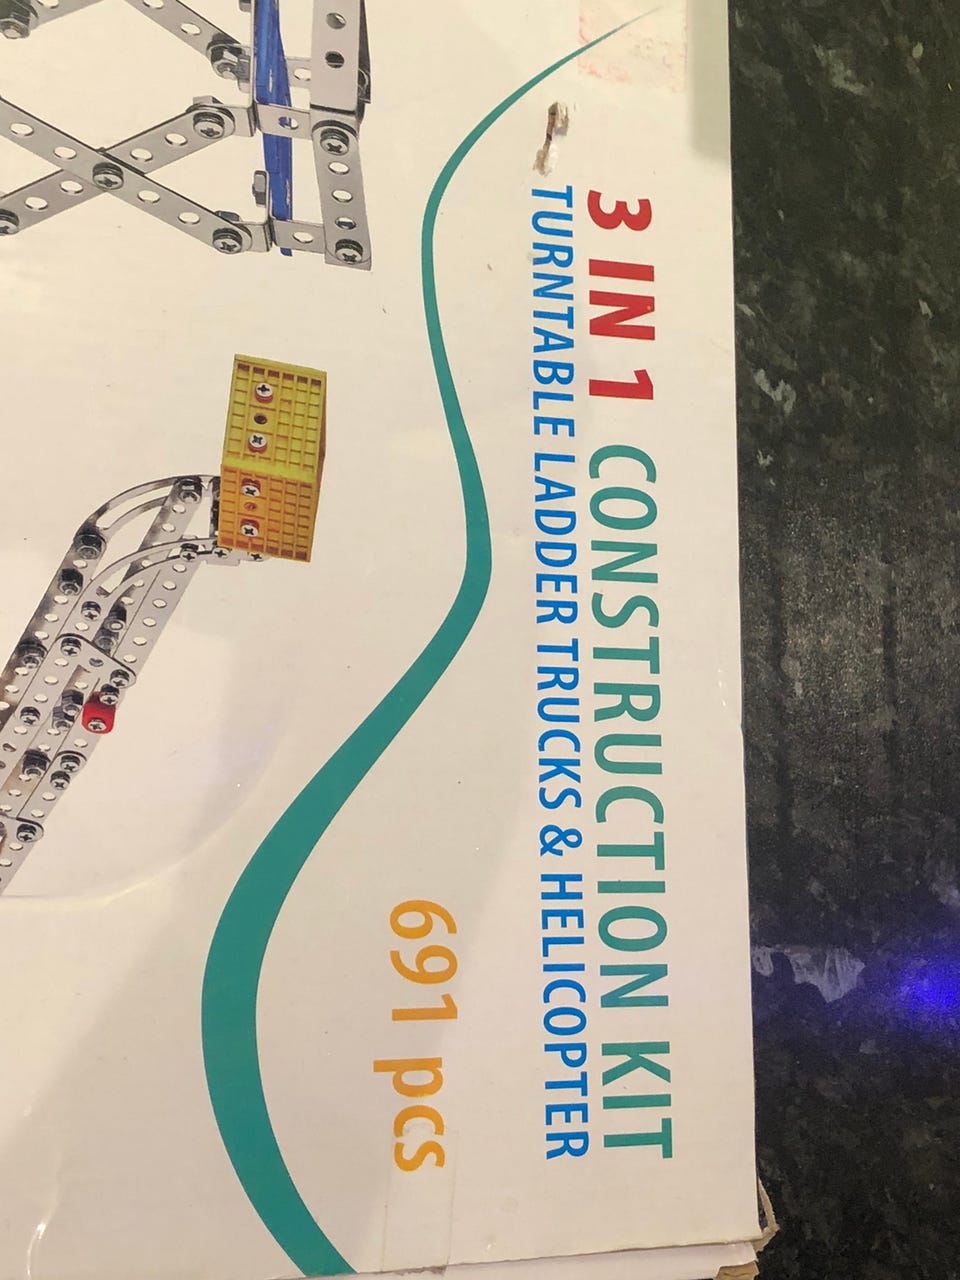 3 IN 1 CONSTRUCTION KIT
TURNTABLE LADDER TRUCKS & HELICOPTER
691 pcs